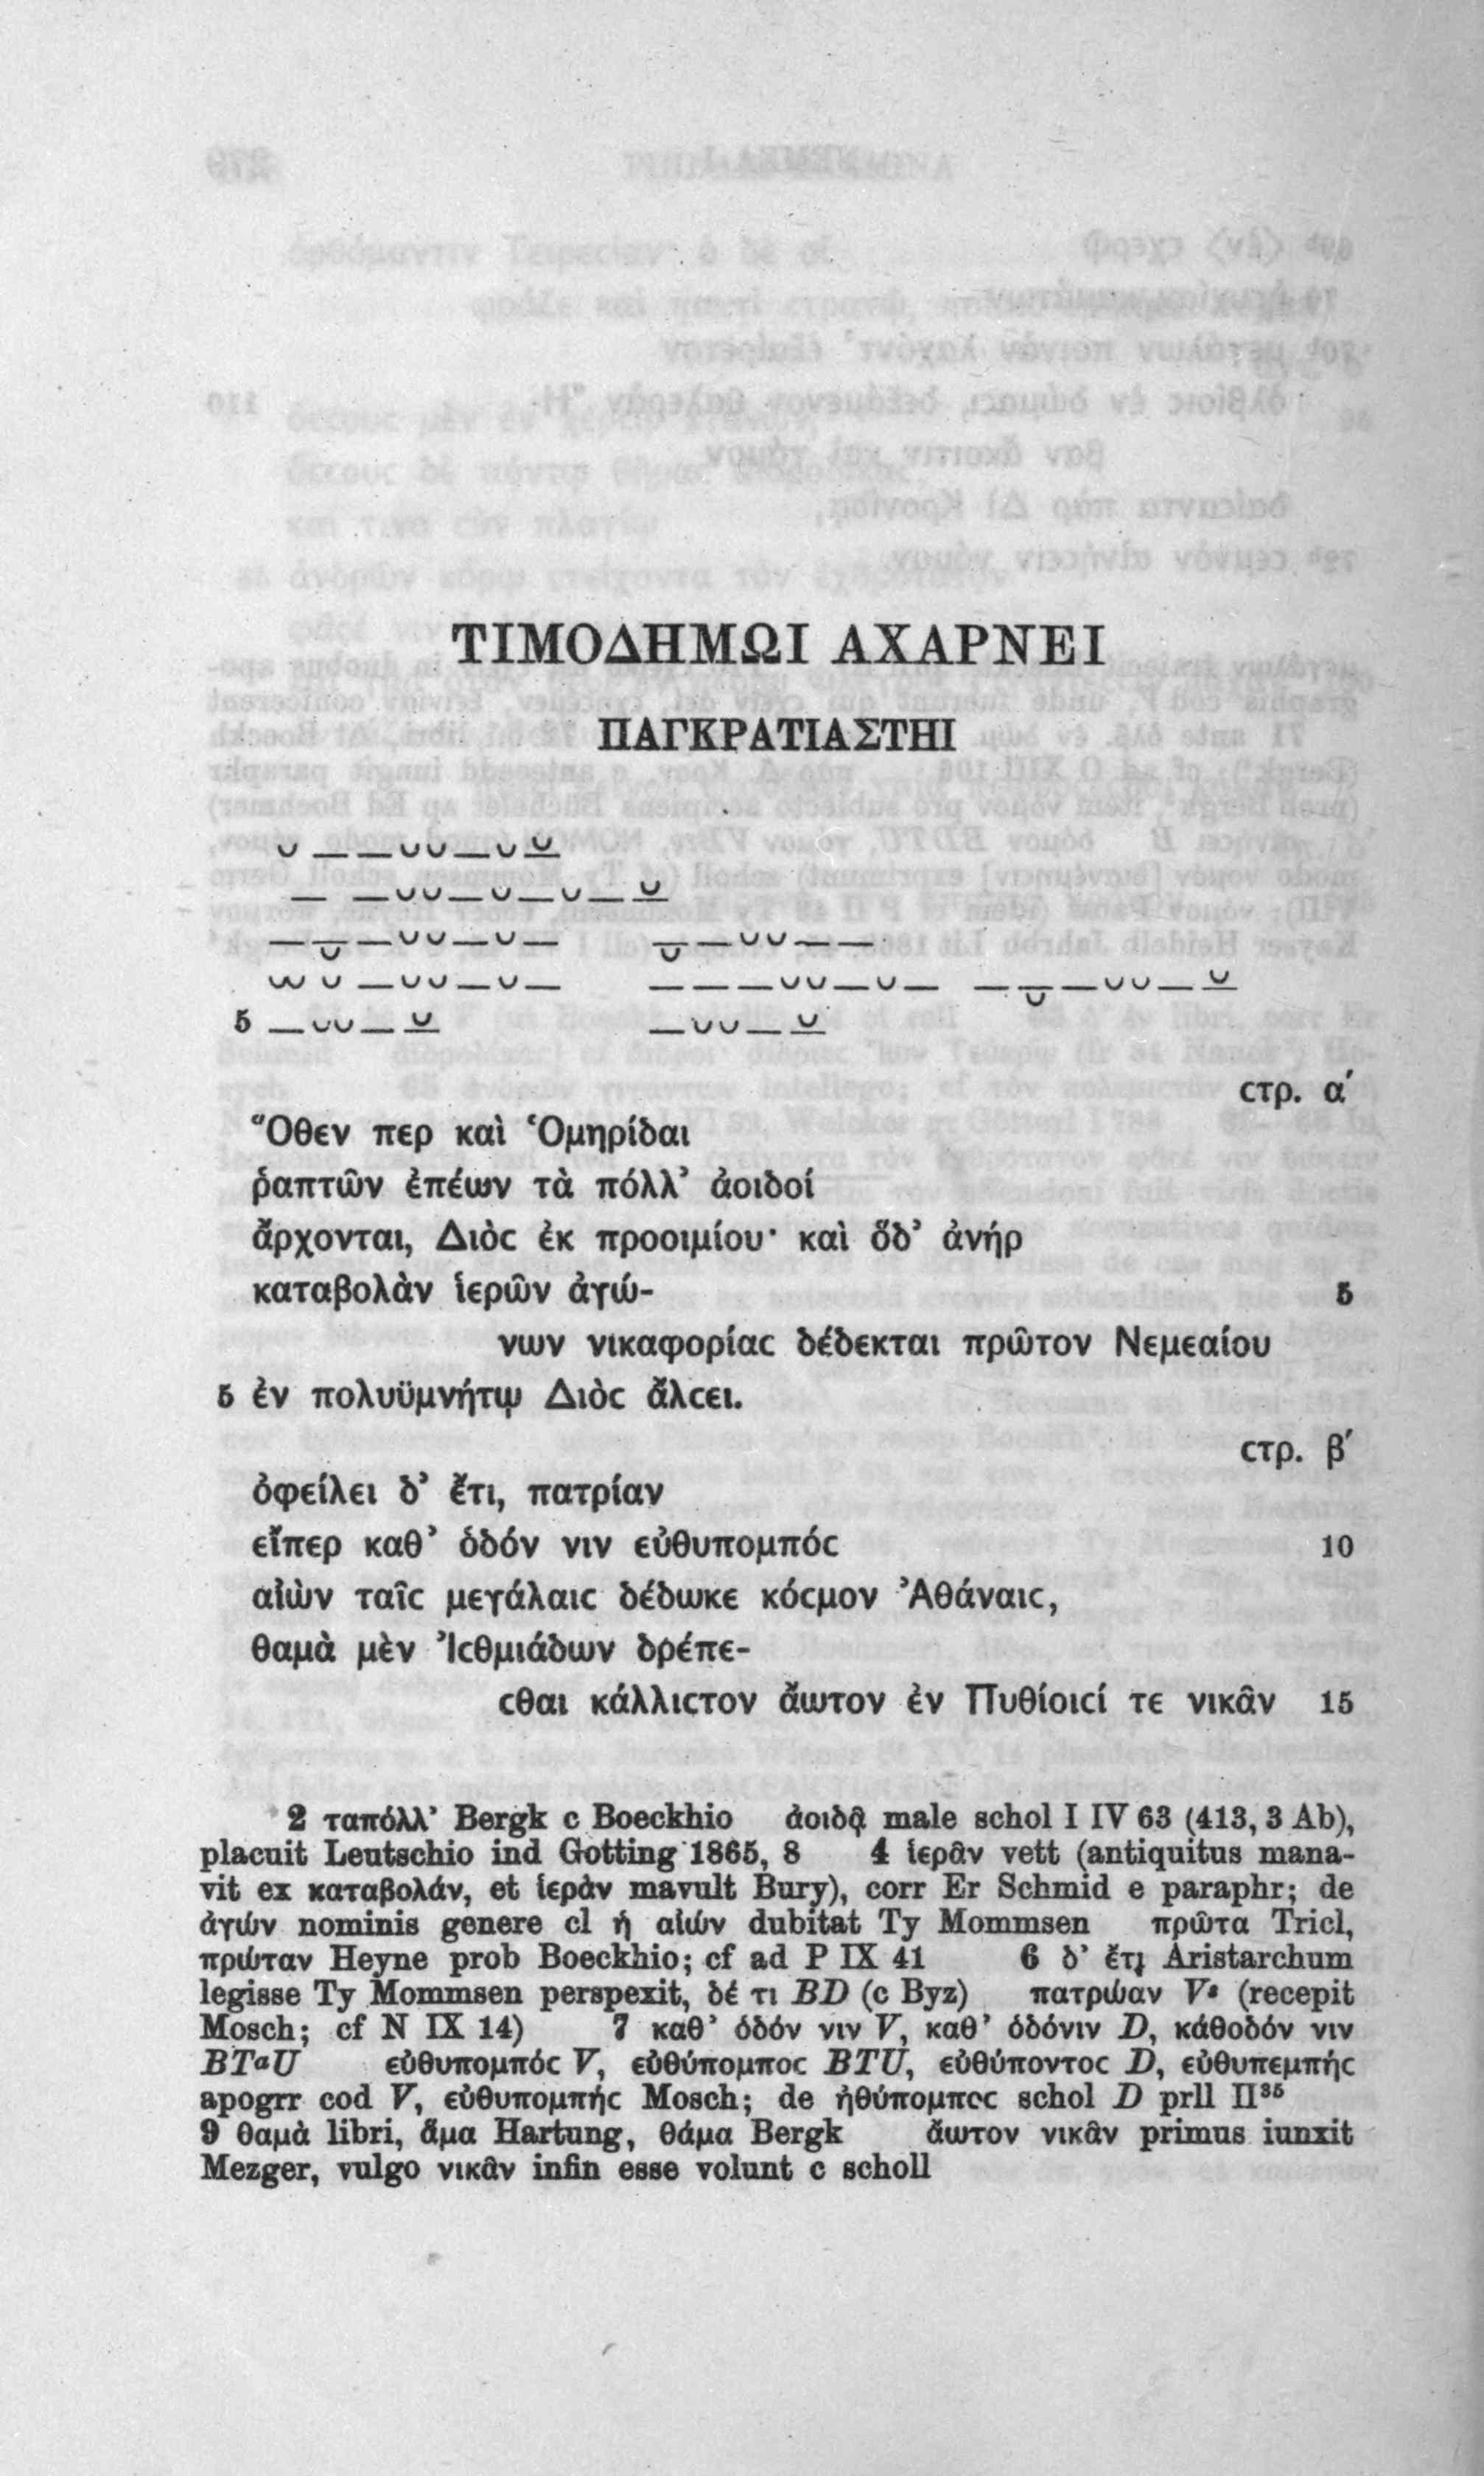 ΤΙΜΟΔΗΜΩΙ ΑΧΑΡΝΕΙ
ΠΑΓΚΡΑΤΙΑΣΤΗΙ
⏑ – – ⏑⏑ – ⏑ ⏓
– – ⏑⏑ – ⏑ – ⏑ – ⏓
– ⏓ – ⏑⏑ – ⏑ – ⏓ – ⏑⏑ – –
⏑⏑ ⏑ – ⏑⏑ – ⏑ – – – – ⏑⏑ – ⏑ – – ⏓ – ⏑⏑ – ⏓
5 – ⏑⏑ – ⏓ – ⏑⏑ – ⏓
ϲτρ. α´
Ὅθεν περ καὶ Ὁμηρίδαι
ῥαπτῶν ἐπέων τὰ πόλλ’ ἀοιδοί
ἄρχονται, Διὸϲ ἐκ προοιμίου· καὶ ὅδ’ ἀνήρ
καταβολὰν ἱερῶν ἀγώ- 5
νων νικαφορίαϲ δέδεκται πρῶτον Νεμεαίου
5 ἐν πολυϋμνήτῳ Διὸϲ ἄλϲει.
ϲτρ. β´
ὀφείλει δ’ ἔτι, πατρίαν
εἴπερ καθ’ ὁδόν νιν εὐθυπομπόϲ 10
αἰὼν ταῖϲ μεγάλαιϲ δέδωκε κόϲμον Ἀθάναιϲ,
θαμὰ μὲν Ἰϲθμιάδων δρέπε-
ϲθαι κάλλιϲτον ἄωτον ἐν Πυθίοιϲί τε νικᾶν 15
2 ταπόλλ’ Bergk c Boeckhio ἀοιδᾷ male schol I IV 63 (413, 3 Ab),
placuit Leutschio ind Gotting 1865, 8 4 ἱερᾶν vett (antiquitus mana-
vit ex καταβολάν, et ἱερὰν mavult Bury), corr Er Schmid e paraphr; de
ἀγών nominis genere cl ἡ αἰών dubitat Ty Mommsen πρῶτα Tricl,
πρώταν Heyne prob Boeckhio; cf ad P IX 41 6 δ’ ἔτι Aristarchum
legisse Ty Mommsen perspexit, δέ τι BD (c Byz) πατρῴαν Vˢ (recepit
Mosch; cf N IX 14) 7 καθ’ ὁδόν νιν V, καθ’ ὁδόνιν D, κάθοδόν νιν
BTᵃU εὐθυπομπόϲ V, εὐθύπομποϲ BTU, εὐθύποντοϲ D, εὐθυπεμπήϲ
apogrr cod V, εὐθυπομπήϲ Mosch; de ἠθύπομποϲ schol D prll II³⁵
9 θαμὰ libri, ἅμα Hartung, θάμα Bergk ἄωτον νικᾶν primus iunxit
Mezger, vulgo νικᾶν infin esse volunt c scholl